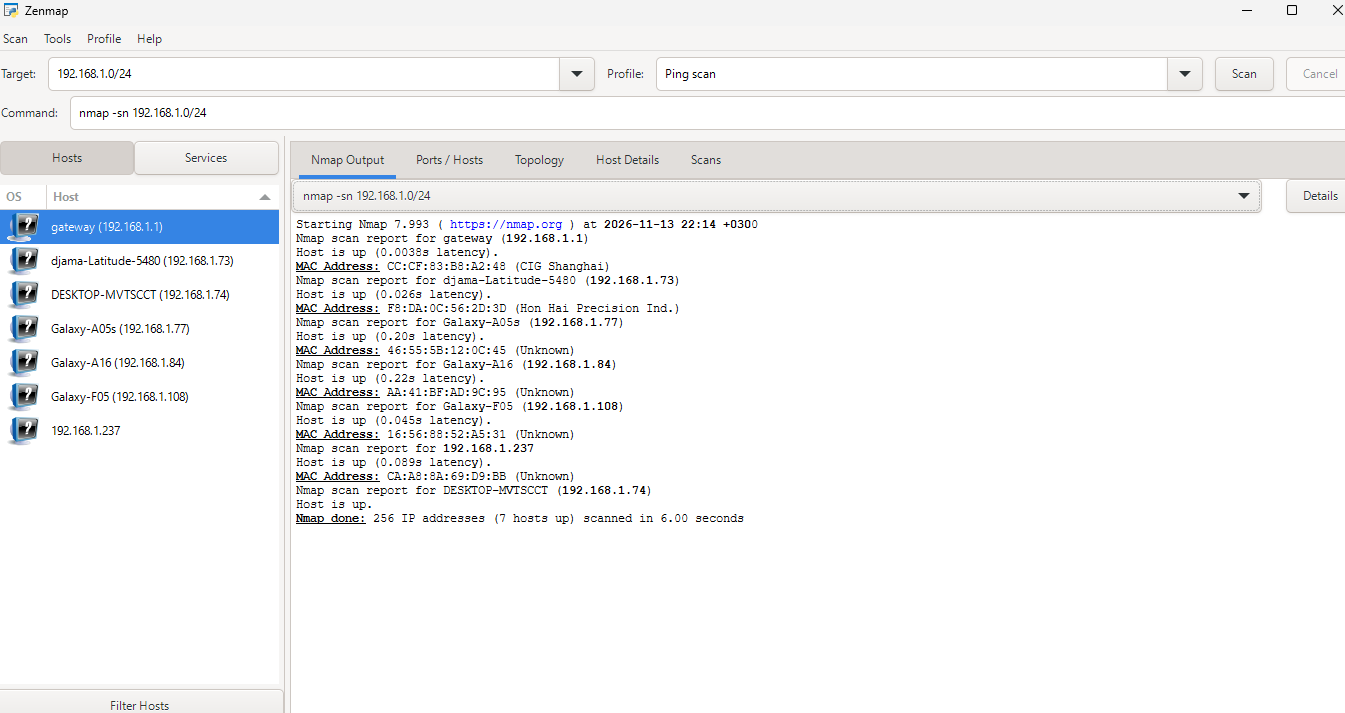 Zenmap
Scan Tools Profile Help
Target: 192.168.1.0/24 Profile: Ping scan Scan Cancel
Command: nmap -sn 192.168.1.0/24
Hosts Services
OS Host
gateway (192.168.1.1)
djama-Latitude-5480 (192.168.1.73)
DESKTOP-MVTSCCT (192.168.1.74)
Galaxy-A05s (192.168.1.77)
Galaxy-A16 (192.168.1.84)
Galaxy-F05 (192.168.1.108)
192.168.1.237
Filter Hosts
Nmap Output Ports / Hosts Topology Host Details Scans
nmap -sn 192.168.1.0/24 Details
Starting Nmap 7.993 ( https://nmap.org ) at 2026-11-13 22:14 +0300
Nmap scan report for gateway (192.168.1.1)
Host is up (0.0038s latency).
MAC Address: CC:CF:83:B8:A2:48 (CIG Shanghai)
Nmap scan report for djama-Latitude-5480 (192.168.1.73)
Host is up (0.026s latency).
MAC Address: F8:DA:0C:56:2D:3D (Hon Hai Precision Ind.)
Nmap scan report for Galaxy-A05s (192.168.1.77)
Host is up (0.20s latency).
MAC Address: 46:55:5B:12:0C:45 (Unknown)
Nmap scan report for Galaxy-A16 (192.168.1.84)
Host is up (0.22s latency).
MAC Address: AA:41:BF:AD:9C:95 (Unknown)
Nmap scan report for Galaxy-F05 (192.168.1.108)
Host is up (0.045s latency).
MAC Address: 16:56:88:52:A5:31 (Unknown)
Nmap scan report for 192.168.1.237
Host is up (0.089s latency).
MAC Address: CA:A8:8A:69:D9:BB (Unknown)
Nmap scan report for DESKTOP-MVTSCCT (192.168.1.74)
Host is up.
Nmap done: 256 IP addresses (7 hosts up) scanned in 6.00 seconds